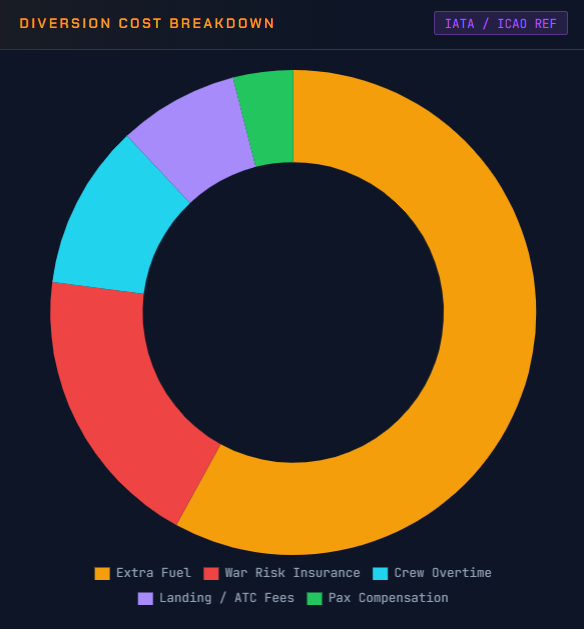 DIVERSION COST BREAKDOWN
IATA / ICAO REF
Extra Fuel War Risk Insurance Crew Overtime
Landing / ATC Fees Pax Compensation